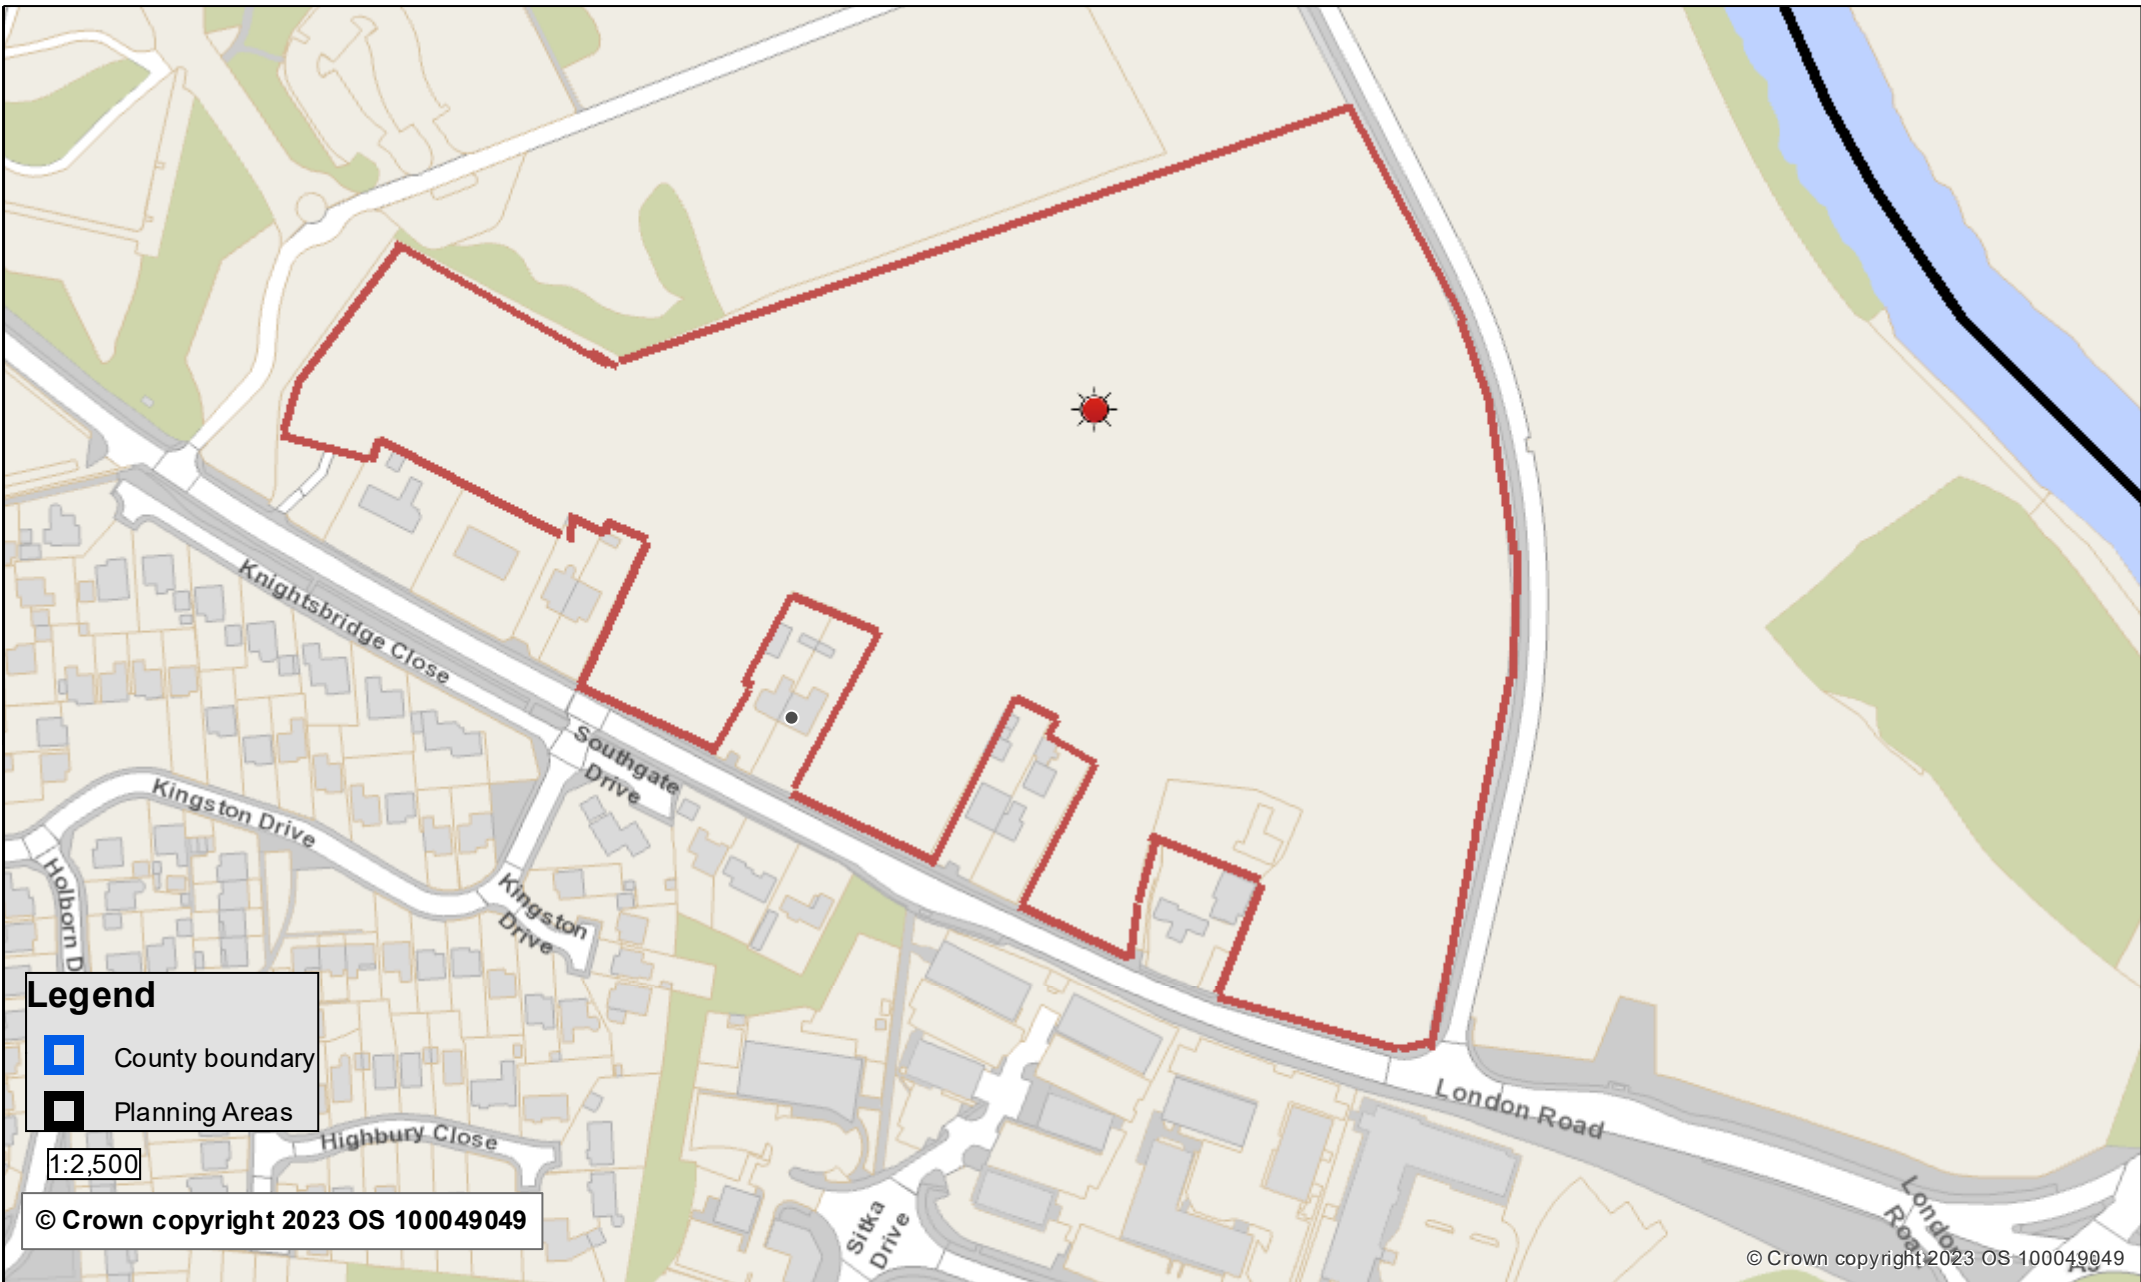 Knightsbridge Close
Southgate
Drive
Kingston Drive
Kingston
Drive
Holborn D
Highbury Close
London Road
London
Road
Sitka
Drive
Legend
County boundary
Planning Areas
1:2,500
© Crown copyright 2023 OS 100049049
© Crown copyright 2023 OS 100049049